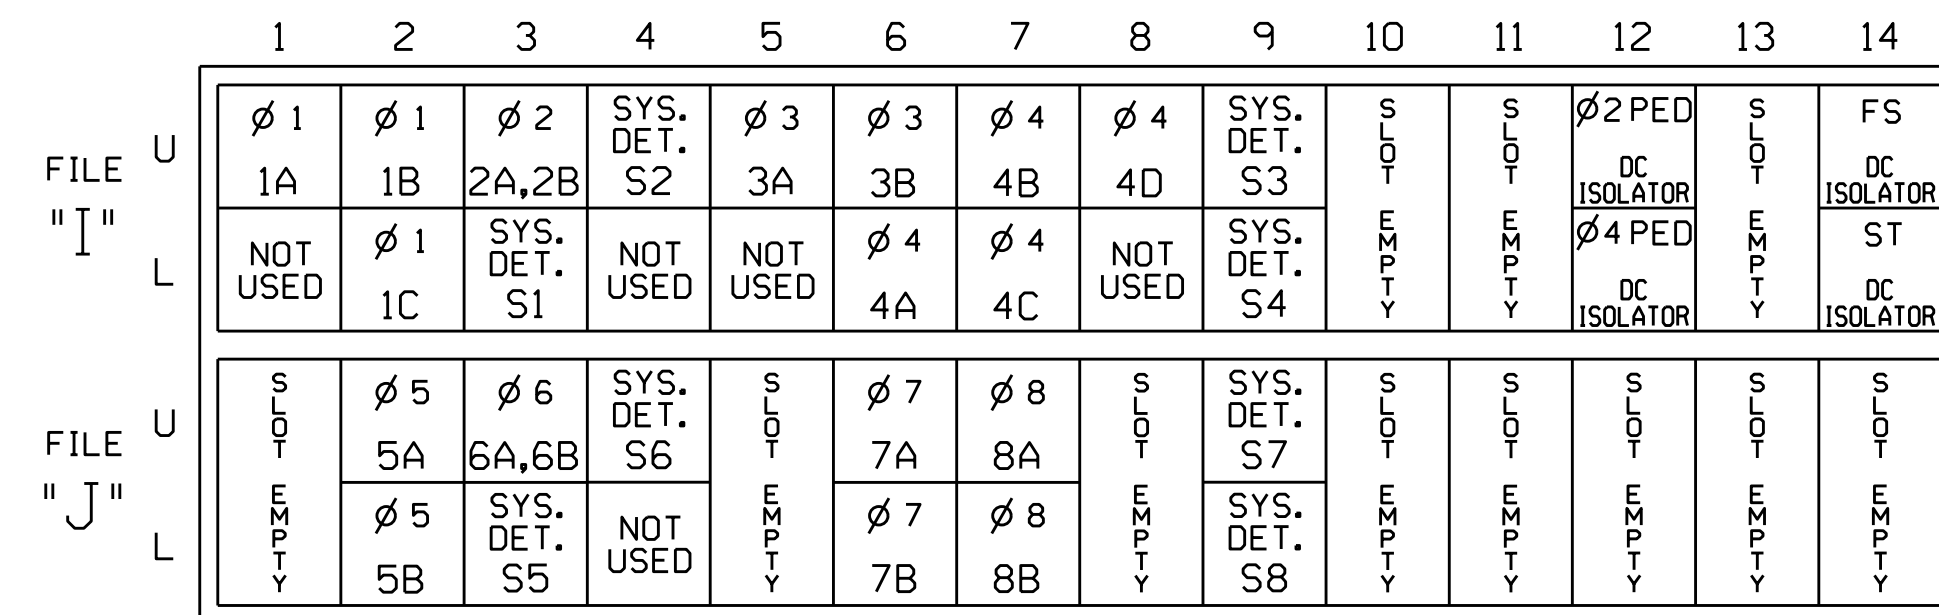 1 2 3 4 5 6 7 8 9 10 11 12 13 14
FILE "I"
U
Ø 1 1A
Ø 1 1B
Ø 2 2A,2B
SYS. DET. S2
Ø 3 3A
Ø 3 3B
Ø 4 4B
Ø 4 4D
SYS. DET. S3
SLOT EMPTY
SLOT EMPTY
Ø2 PED DC ISOLATOR
SLOT EMPTY
FS DC ISOLATOR
L
NOT USED
Ø 1 1C
SYS. DET. S1
NOT USED
NOT USED
Ø 4 4A
Ø 4 4C
NOT USED
SYS. DET. S4
Ø4 PED DC ISOLATOR
ST DC ISOLATOR
FILE "J"
U
SLOT EMPTY
Ø 5 5A
Ø 6 6A,6B
SYS. DET. S6
SLOT EMPTY
Ø 7 7A
Ø 8 8A
SLOT EMPTY
SYS. DET. S7
SLOT EMPTY
SLOT EMPTY
SLOT EMPTY
SLOT EMPTY
SLOT EMPTY
L
Ø 5 5B
SYS. DET. S5
NOT USED
Ø 7 7B
Ø 8 8B
SYS. DET. S8